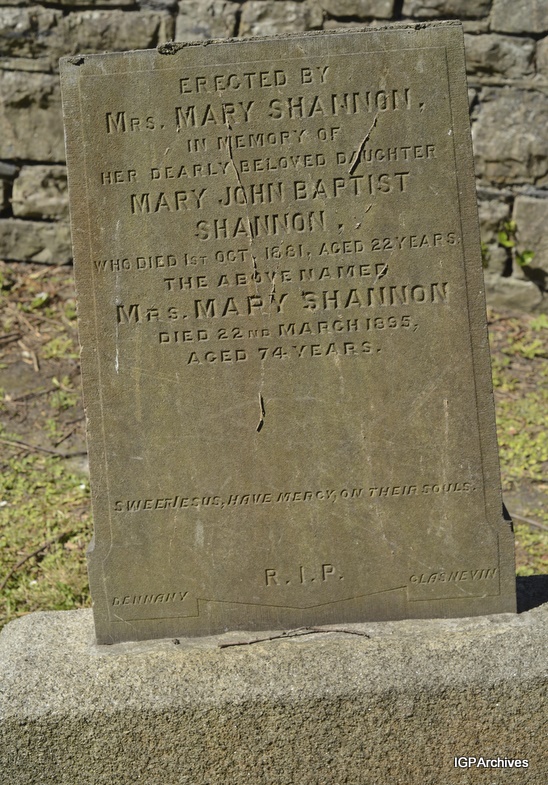 ERECTED BY
MRS. MARY SHANNON,
IN MEMORY OF
HER DEARLY BELOVED DAUGHTER
MARY JOHN BAPTIST
SHANNON,
WHO DIED 1ST OCT, 1881, AGED 22 YEARS.
THE ABOVE NAMED
MRS. MARY SHANNON
DIED 22ND MARCH 1895,
AGED 74 YEARS.
SWEET JESUS, HAVE MERCY, ON THEIR SOULS.
R.I.P.
DENNANY GLASNEVIN
IGPArchives